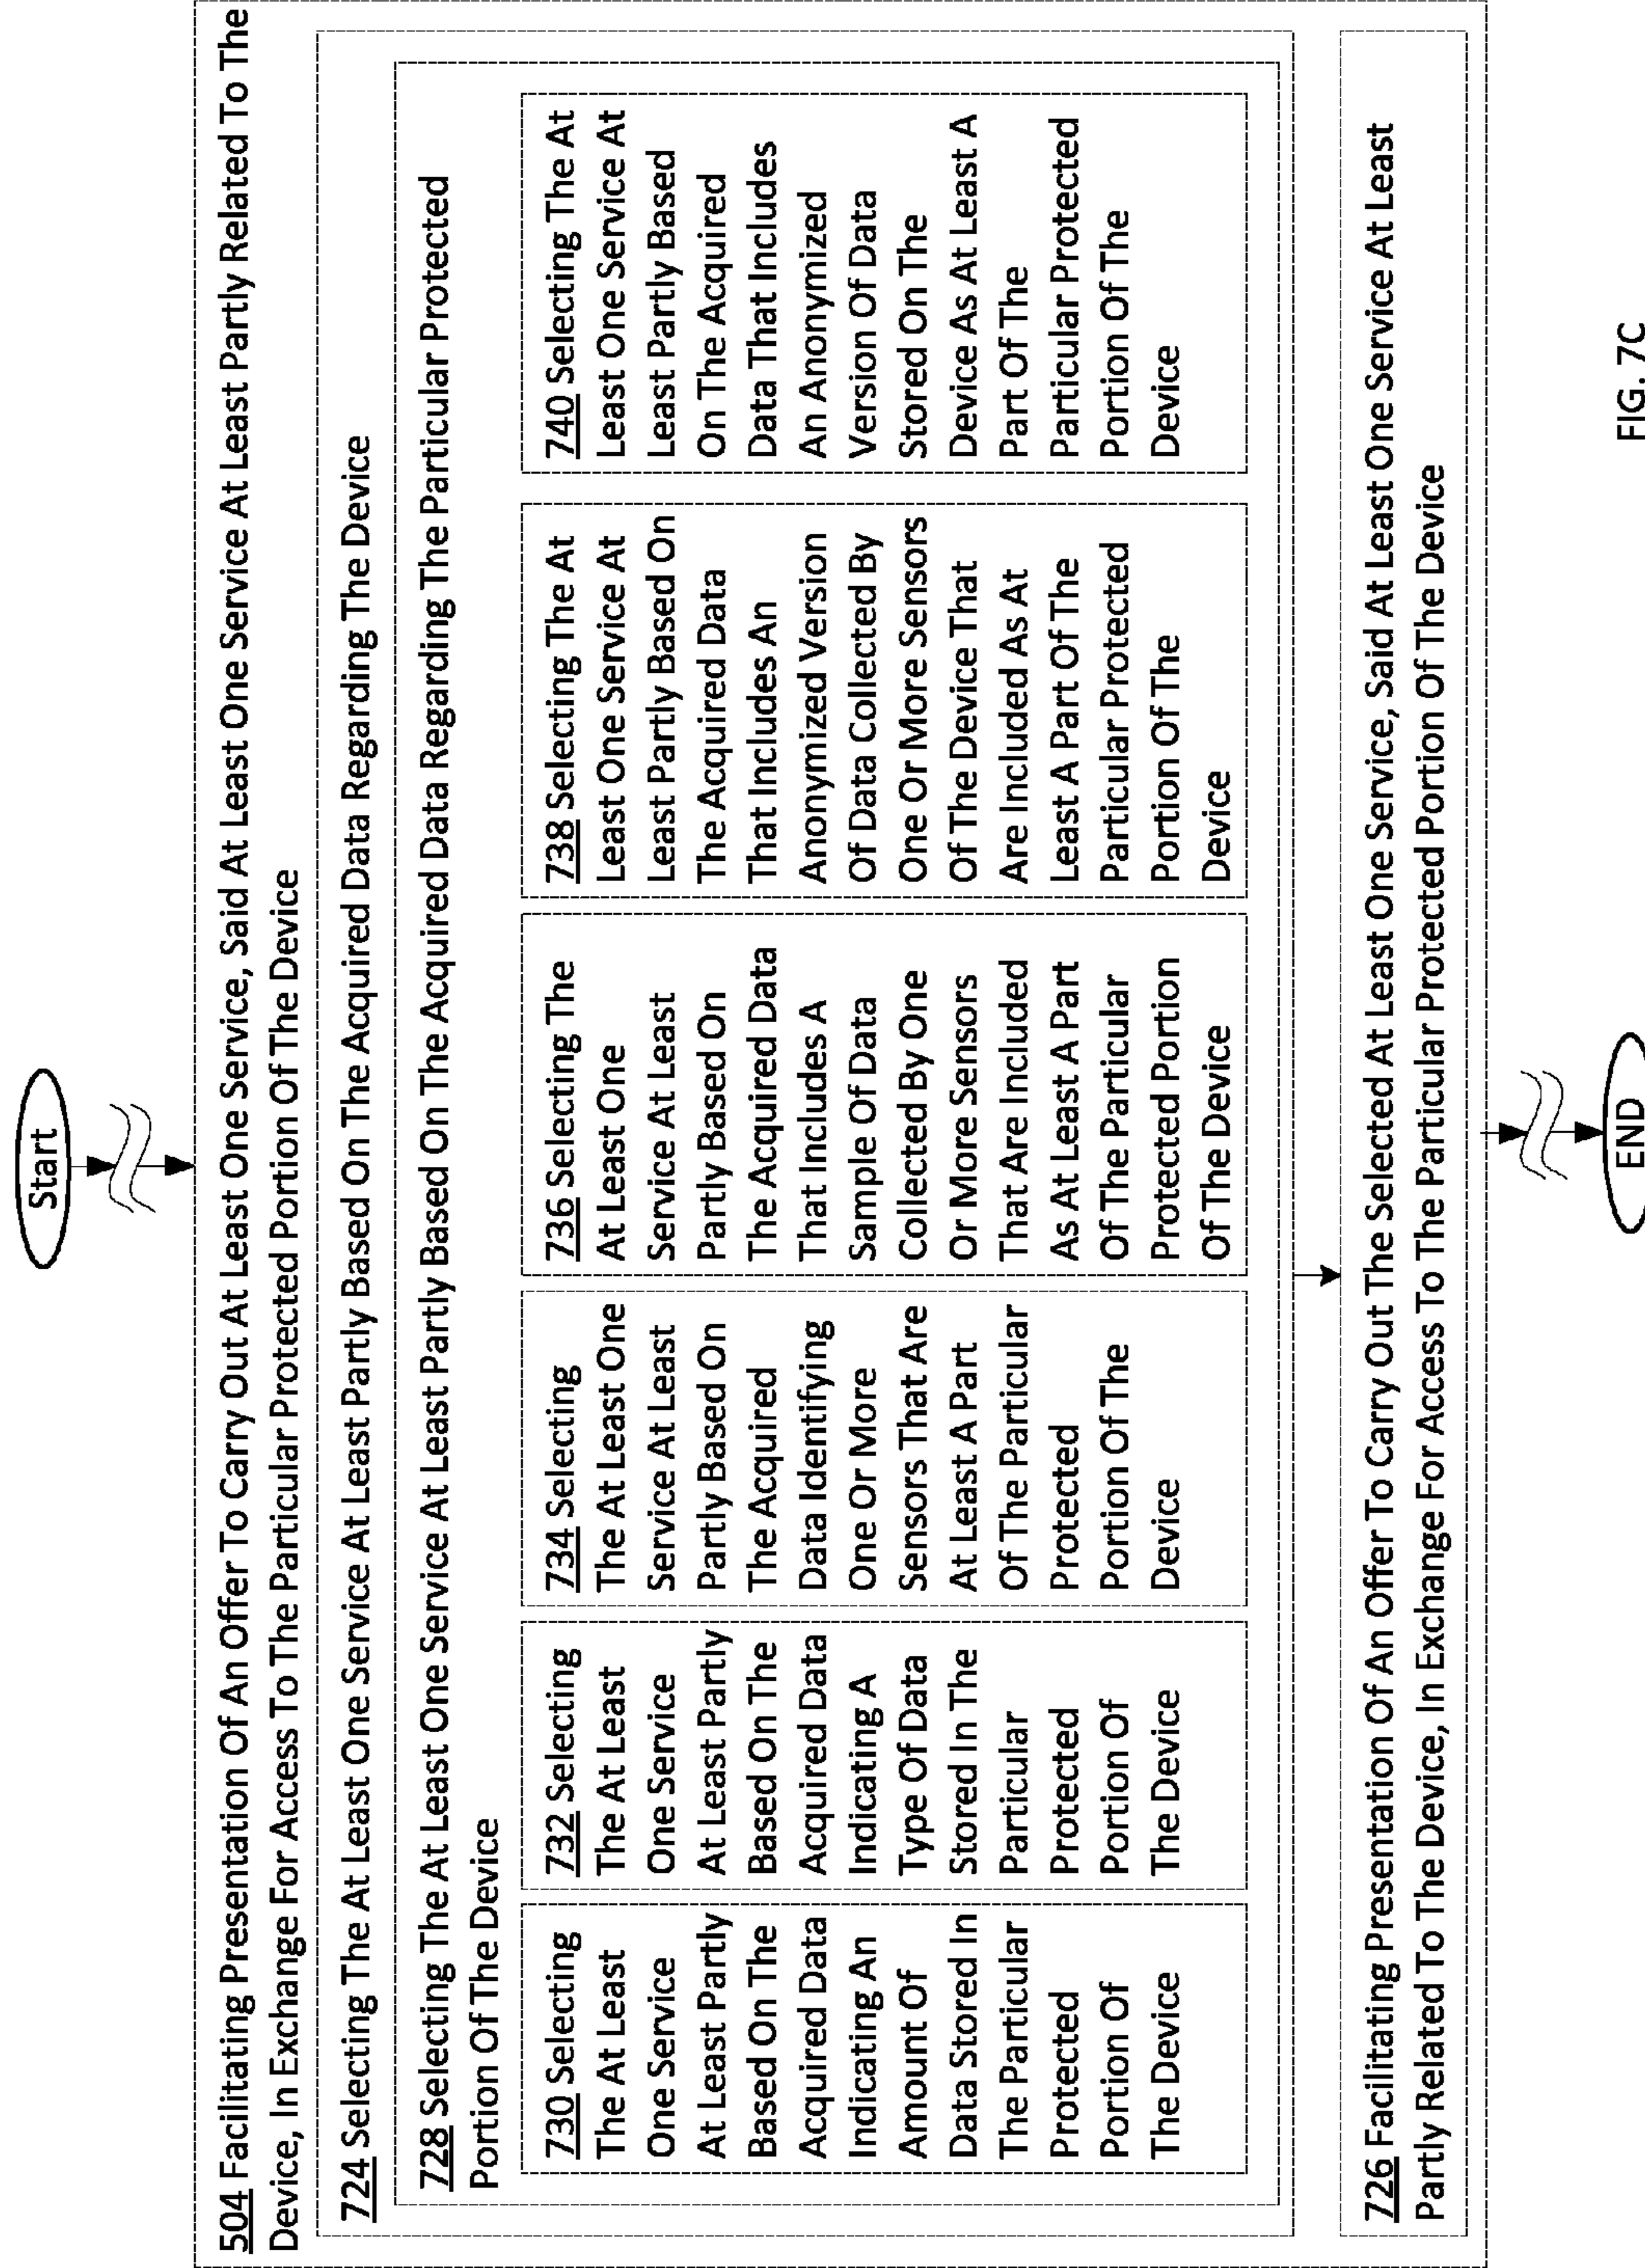 Start
504 Facilitating Presentation Of An Offer To Carry Out At Least One Service, Said At Least One Service At Least Partly Related To The
Device, In Exchange For Access To The Particular Protected Portion Of The Device
724 Selecting The At Least One Service At Least Partly Based On The Acquired Data Regarding The Device
728 Selecting The At Least One Service At Least Partly Based On The Acquired Data Regarding The Particular Protected
Portion Of The Device
730 Selecting
The At Least
One Service
At Least Partly
Based On The
Acquired Data
Indicating An
Amount Of
Data Stored In
The Particular
Protected
Portion Of
The Device
732 Selecting
The At Least
One Service
At Least Partly
Based On The
Acquired Data
Indicating A
Type Of Data
Stored In The
Particular
Protected
Portion Of
The Device
734 Selecting
The At Least One
Service At Least
Partly Based On
The Acquired
Data Identifying
One Or More
Sensors That Are
At Least A Part
Of The Particular
Protected
Portion Of The
Device
736 Selecting The
At Least One
Service At Least
Partly Based On
The Acquired Data
That Includes A
Sample Of Data
Collected By One
Or More Sensors
That Are Included
As At Least A Part
Of The Particular
Protected Portion
Of The Device
738 Selecting The At
Least One Service At
Least Partly Based On
The Acquired Data
That Includes An
Anonymized Version
Of Data Collected By
One Or More Sensors
Of The Device That
Are Included As At
Least A Part Of The
Particular Protected
Portion Of The
Device
740 Selecting The At
Least One Service At
Least Partly Based
On The Acquired
Data That Includes
An Anonymized
Version Of Data
Stored On The
Device As At Least A
Part Of The
Particular Protected
Portion Of The
Device
726 Facilitating Presentation Of An Offer To Carry Out The Selected At Least One Service, Said At Least One Service At Least
Partly Related To The Device, In Exchange For Access To The Particular Protected Portion Of The Device
END
FIG. 7C